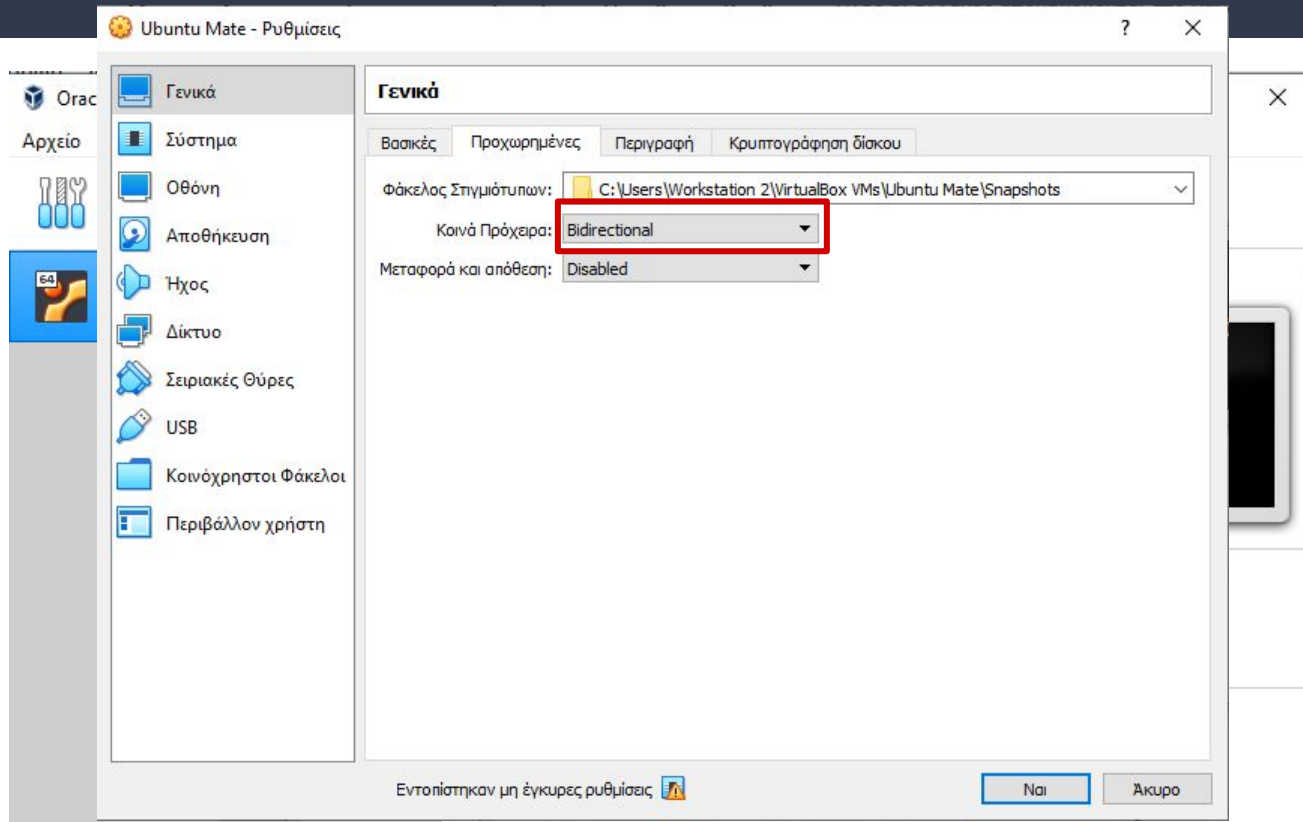 Ubuntu Mate - Ρυθμίσεις
?
Orac
Αρχείο
64
Γενικά
Σύστημα
Οθόνη
Αποθήκευση
Ήχος
Δίκτυο
Σειριακές Θύρες
USB
Κοινόχρηστοι Φάκελοι
Περιβάλλον χρήστη
Γενικά
Βασικές Προχωρημένες Περιγραφή Κρυπτογράφηση δίσκου
Φάκελος Στιγμιότυπων: C:\Users\Workstation 2\VirtualBox VMs\Ubuntu Mate\Snapshots
Κοινά Πρόχειρα: Bidirectional
Μεταφορά και απόθεση: Disabled
Εντοπίστηκαν μη έγκυρες ρυθμίσεις
Ναι Άκυρο